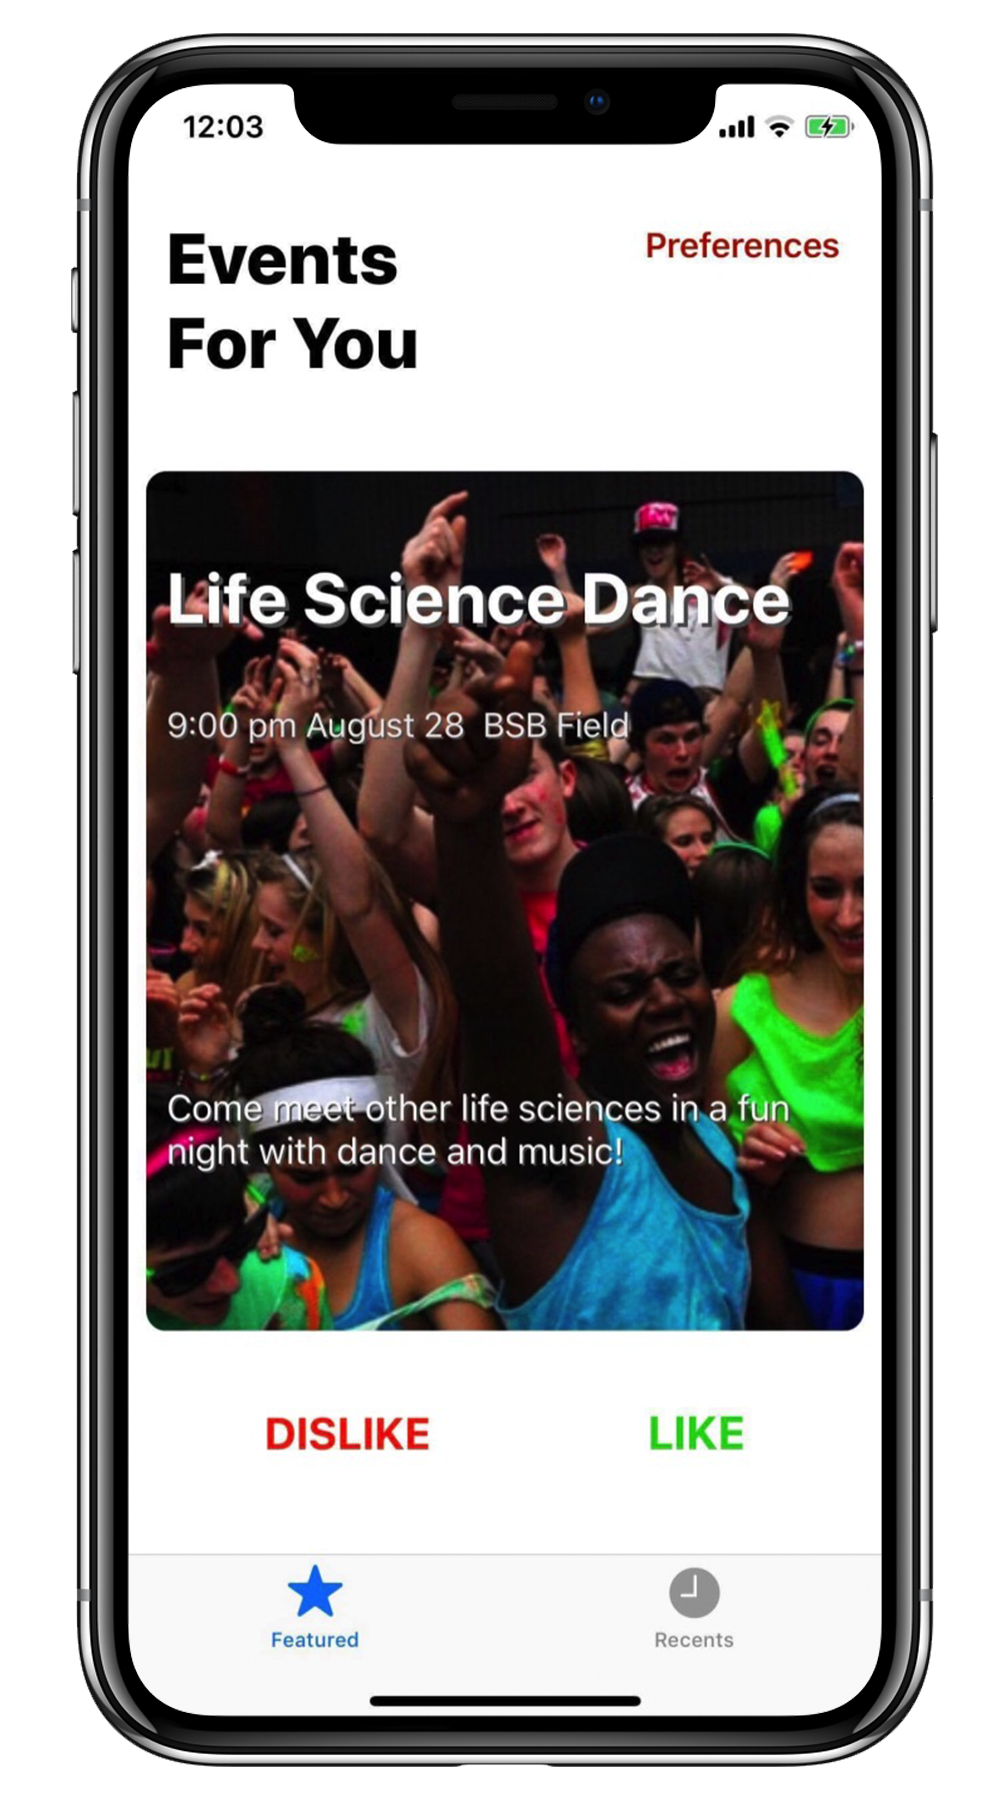 12:03
Events
For You
Preferences
Life Science Dance
9:00 pm August 28  BSB Field
Come meet other life sciences in a fun
night with dance and music!
DISLIKE
LIKE
Featured
Recents